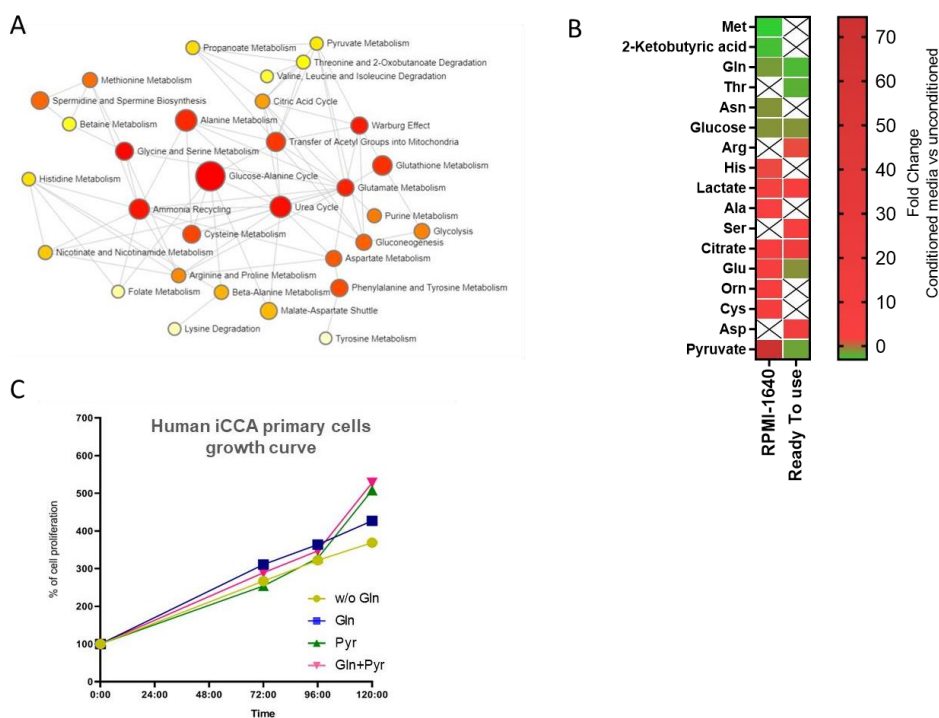 A
Propanoate Metabolism
Pyruvate Metabolism
Threonine and 2-Oxobutanoate Degradation
Valine, Leucine and Isoleucine Degradation
Methionine Metabolism
Spermidine and Spermine Biosynthesis
Citric Acid Cycle
Betaine Metabolism
Alanine Metabolism
Warburg Effect
Transfer of Acetyl Groups into Mitochondria
Glycine and Serine Metabolism
Glutathione Metabolism
Glucose-Alanine Cycle
Histidine Metabolism
Glutamate Metabolism
Ammonia Recycling
Urea Cycle
Purine Metabolism
Glycolysis
Cysteine Metabolism
Gluconeogenesis
Nicotinate and Nicotinamide Metabolism
Aspartate Metabolism
Arginine and Proline Metabolism
Folate Metabolism
Beta-Alanine Metabolism
Phenylalanine and Tyrosine Metabolism
Malate-Aspartate Shuttle
Lysine Degradation
Tyrosine Metabolism
B
Met
2-Ketobutyric acid
Gln
Thr
Asn
Glucose
Arg
His
Lactate
Ala
Ser
Citrate
Glu
Orn
Cys
Asp
Pyruvate
RPMI-1640
Ready To use
70
60
50
40
30
20
10
0
Fold Change
Conditioned media vs unconditioned
C
Human iCCA primary cells
growth curve
% of cell proliferation
700
600
500
400
300
200
100
0
0:00
24:00
48:00
72:00
96:00
120:00
Time
w/o Gln
Gln
Pyr
Gln+Pyr